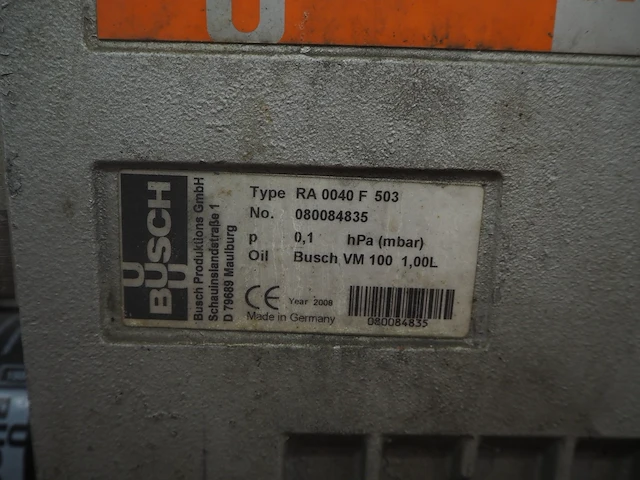 BUSCH
Busch Produktions GmbH
Schauinslandstraße 1
D 79689 Maulburg
Type RA 0040 F 503
No. 080084835
p 0,1 hPa (mbar)
Oil Busch VM 100 1,00L
CE Year 2008
Made in Germany
080084835